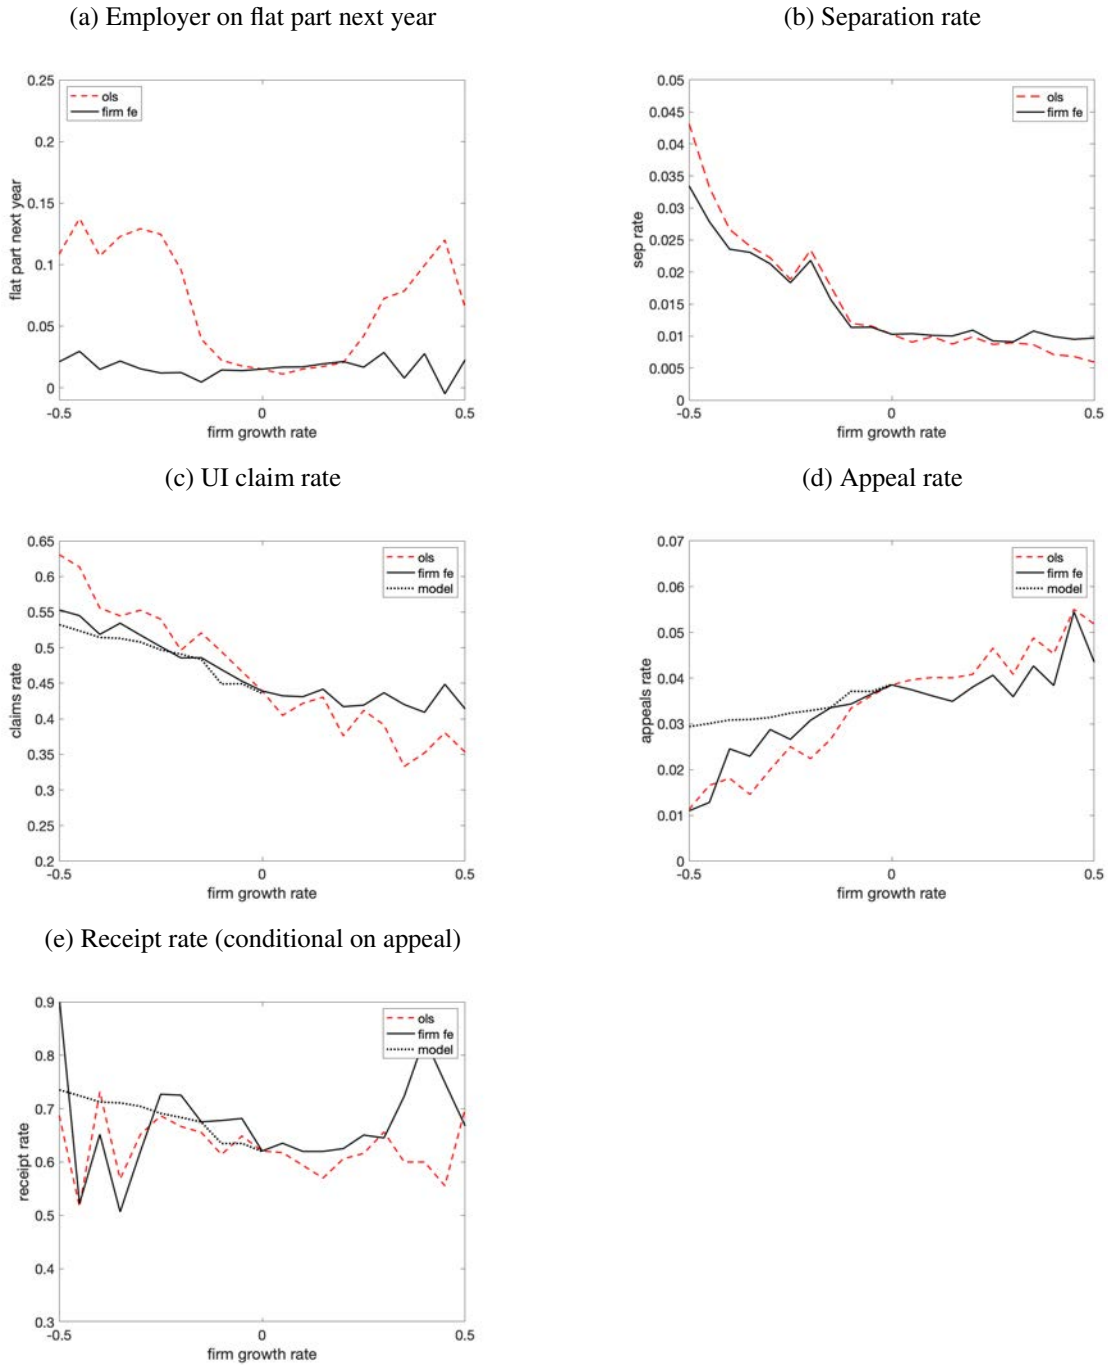 (a) Employer on flat part next year
0.25
0.2
0.15
0.1
0.05
0
flat part next year
ols
firm fe
-0.5
0
0.5
firm growth rate
(b) Separation rate
0.05
0.045
0.04
0.035
0.03
0.025
0.02
0.015
0.01
0.005
0
sep rate
ols
firm fe
-0.5
0
0.5
firm growth rate
(c) UI claim rate
0.65
0.6
0.55
0.5
0.45
0.4
0.35
0.3
0.25
0.2
claims rate
ols
firm fe
model
-0.5
0
0.5
firm growth rate
(d) Appeal rate
0.07
0.06
0.05
0.04
0.03
0.02
0.01
0
appeals rate
ols
firm fe
model
-0.5
0
0.5
firm growth rate
(e) Receipt rate (conditional on appeal)
0.9
0.8
0.7
0.6
0.5
0.4
0.3
receipt rate
ols
firm fe
model
-0.5
0
0.5
firm growth rate